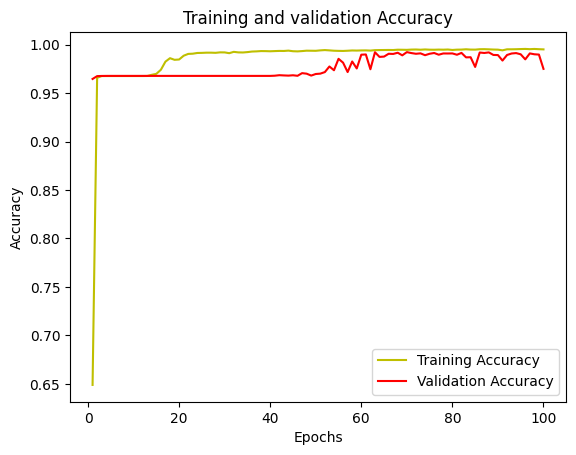 Training and validation Accuracy
Accuracy
1.00
0.95
0.90
0.85
0.80
0.75
0.70
0.65
Training Accuracy
Validation Accuracy
0 20 40 60 80 100
Epochs